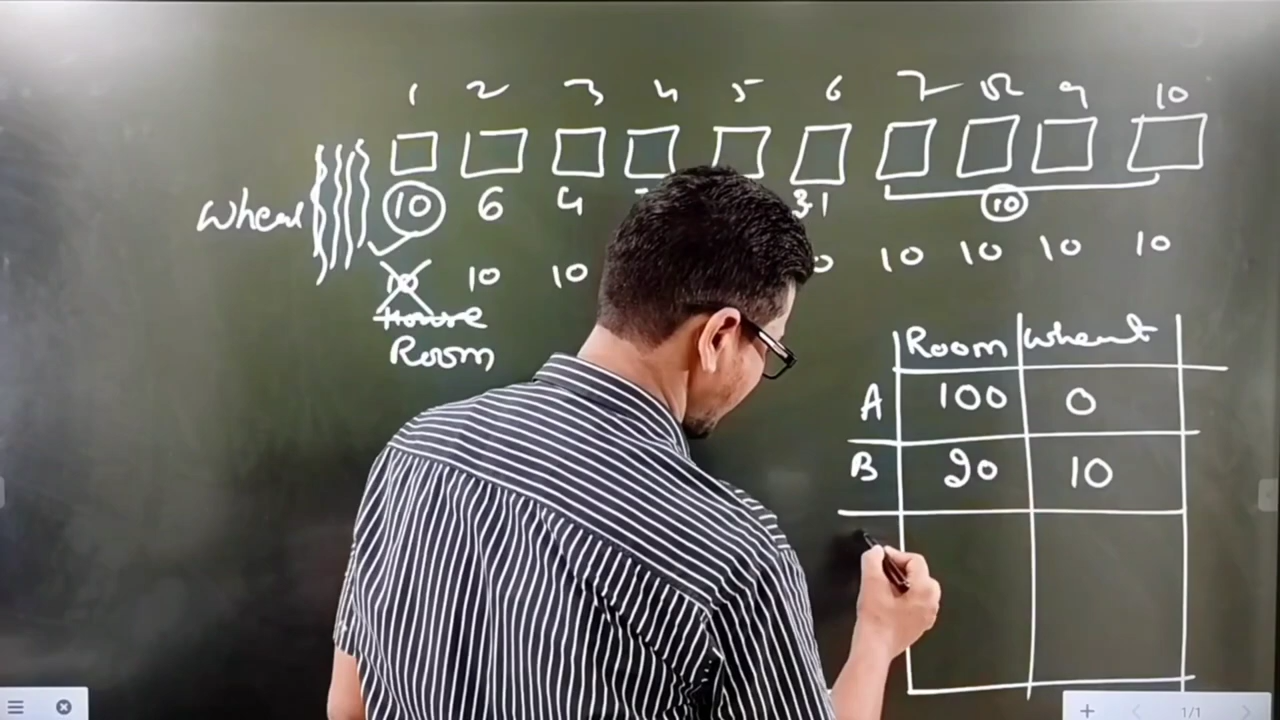 1 2 3 4 5 6 7 8 9 10
wheat 10 6 4 31 10
10 10 10 10 10 10 10
House
Room
Room wheat
A 100 0
B 90 10
1/1